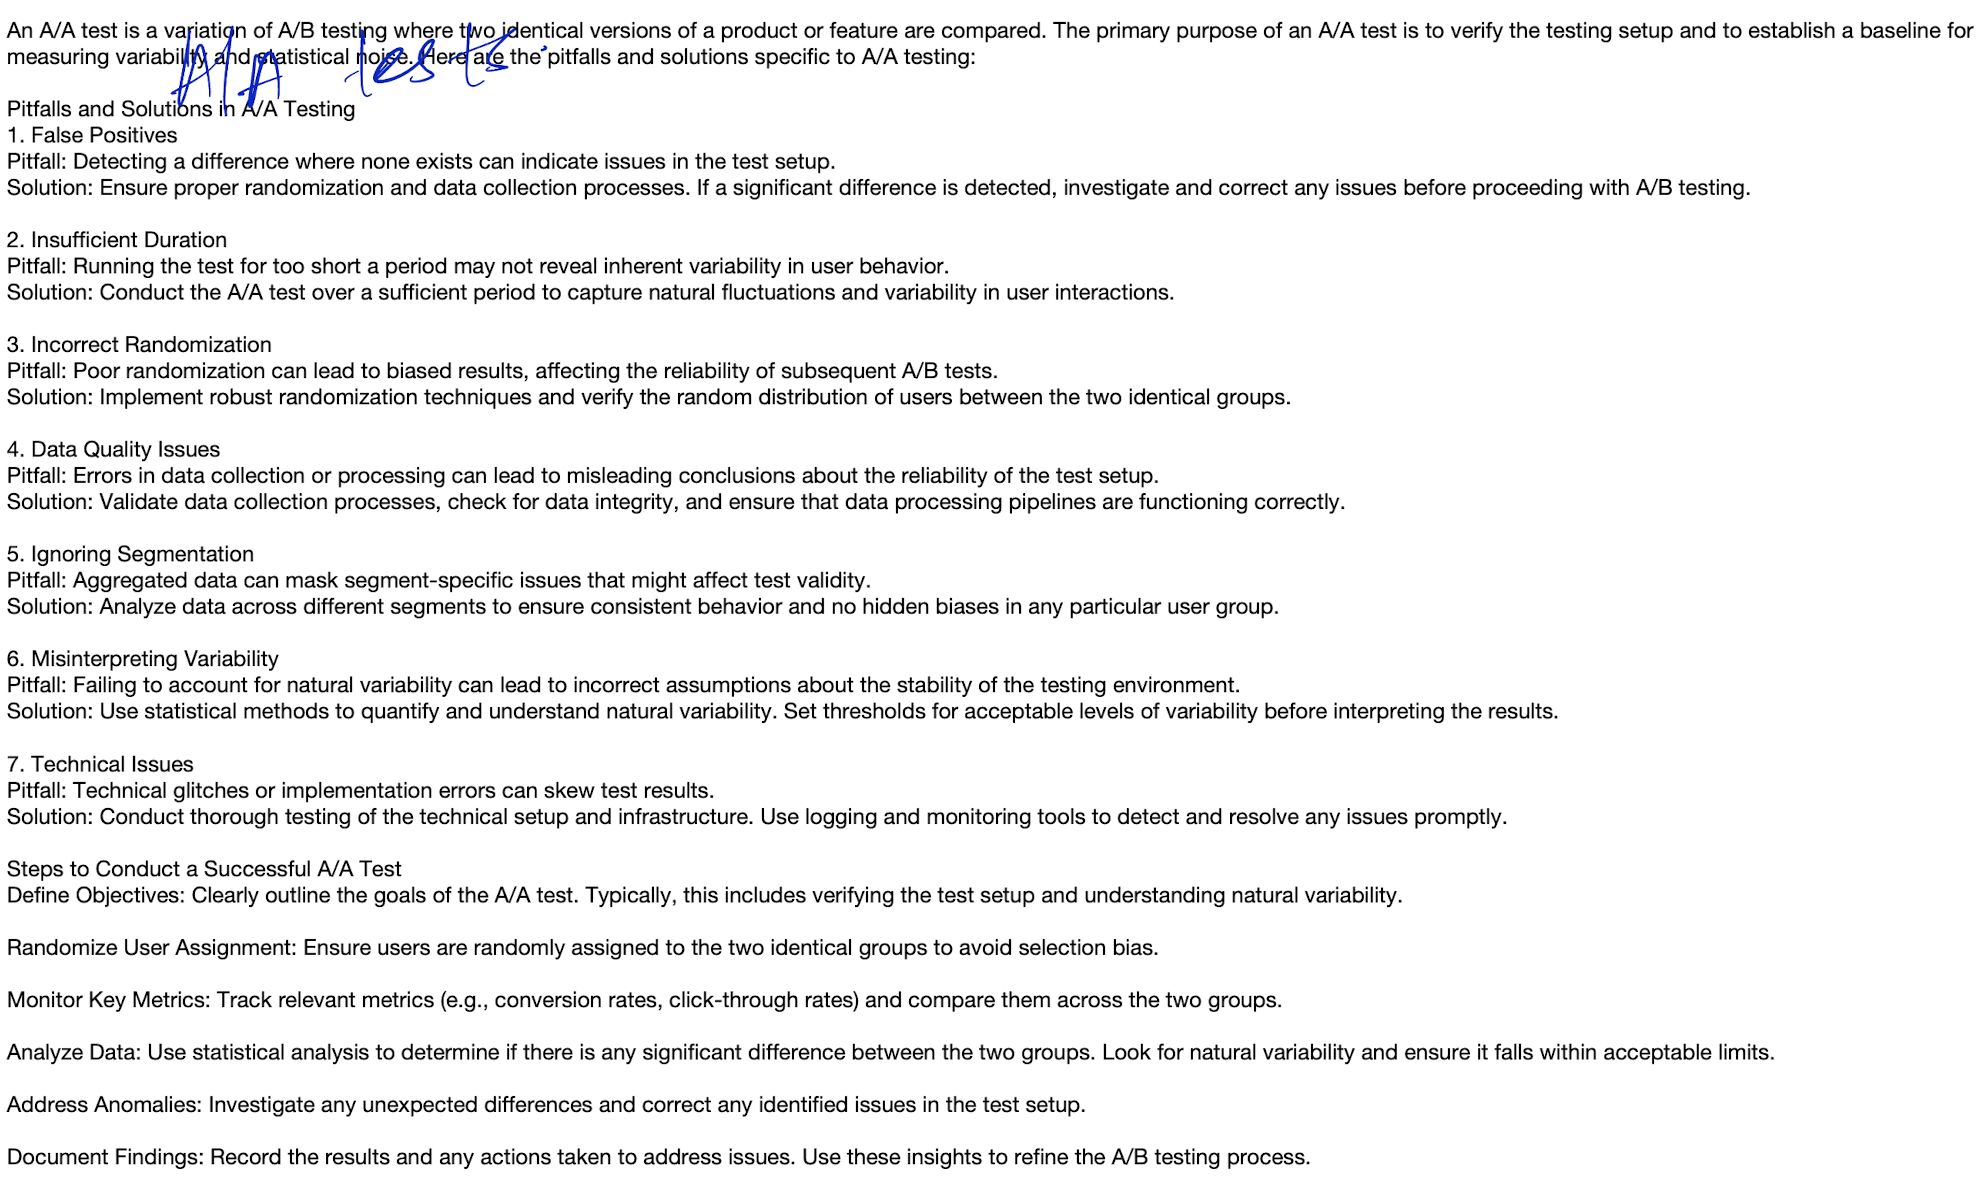 An A/A test is a variation of A/B testing where two identical versions of a product or feature are compared. The primary purpose of an A/A test is to verify the testing setup and to establish a baseline for
measuring variability and statistical noise. Here are the pitfalls and solutions specific to A/A testing:
A/A tests
Pitfalls and Solutions in A/A Testing
1. False Positives
Pitfall: Detecting a difference where none exists can indicate issues in the test setup.
Solution: Ensure proper randomization and data collection processes. If a significant difference is detected, investigate and correct any issues before proceeding with A/B testing.
2. Insufficient Duration
Pitfall: Running the test for too short a period may not reveal inherent variability in user behavior.
Solution: Conduct the A/A test over a sufficient period to capture natural fluctuations and variability in user interactions.
3. Incorrect Randomization
Pitfall: Poor randomization can lead to biased results, affecting the reliability of subsequent A/B tests.
Solution: Implement robust randomization techniques and verify the random distribution of users between the two identical groups.
4. Data Quality Issues
Pitfall: Errors in data collection or processing can lead to misleading conclusions about the reliability of the test setup.
Solution: Validate data collection processes, check for data integrity, and ensure that data processing pipelines are functioning correctly.
5. Ignoring Segmentation
Pitfall: Aggregated data can mask segment-specific issues that might affect test validity.
Solution: Analyze data across different segments to ensure consistent behavior and no hidden biases in any particular user group.
6. Misinterpreting Variability
Pitfall: Failing to account for natural variability can lead to incorrect assumptions about the stability of the testing environment.
Solution: Use statistical methods to quantify and understand natural variability. Set thresholds for acceptable levels of variability before interpreting the results.
7. Technical Issues
Pitfall: Technical glitches or implementation errors can skew test results.
Solution: Conduct thorough testing of the technical setup and infrastructure. Use logging and monitoring tools to detect and resolve any issues promptly.
Steps to Conduct a Successful A/A Test
Define Objectives: Clearly outline the goals of the A/A test. Typically, this includes verifying the test setup and understanding natural variability.
Randomize User Assignment: Ensure users are randomly assigned to the two identical groups to avoid selection bias.
Monitor Key Metrics: Track relevant metrics (e.g., conversion rates, click-through rates) and compare them across the two groups.
Analyze Data: Use statistical analysis to determine if there is any significant difference between the two groups. Look for natural variability and ensure it falls within acceptable limits.
Address Anomalies: Investigate any unexpected differences and correct any identified issues in the test setup.
Document Findings: Record the results and any actions taken to address issues. Use these insights to refine the A/B testing process.